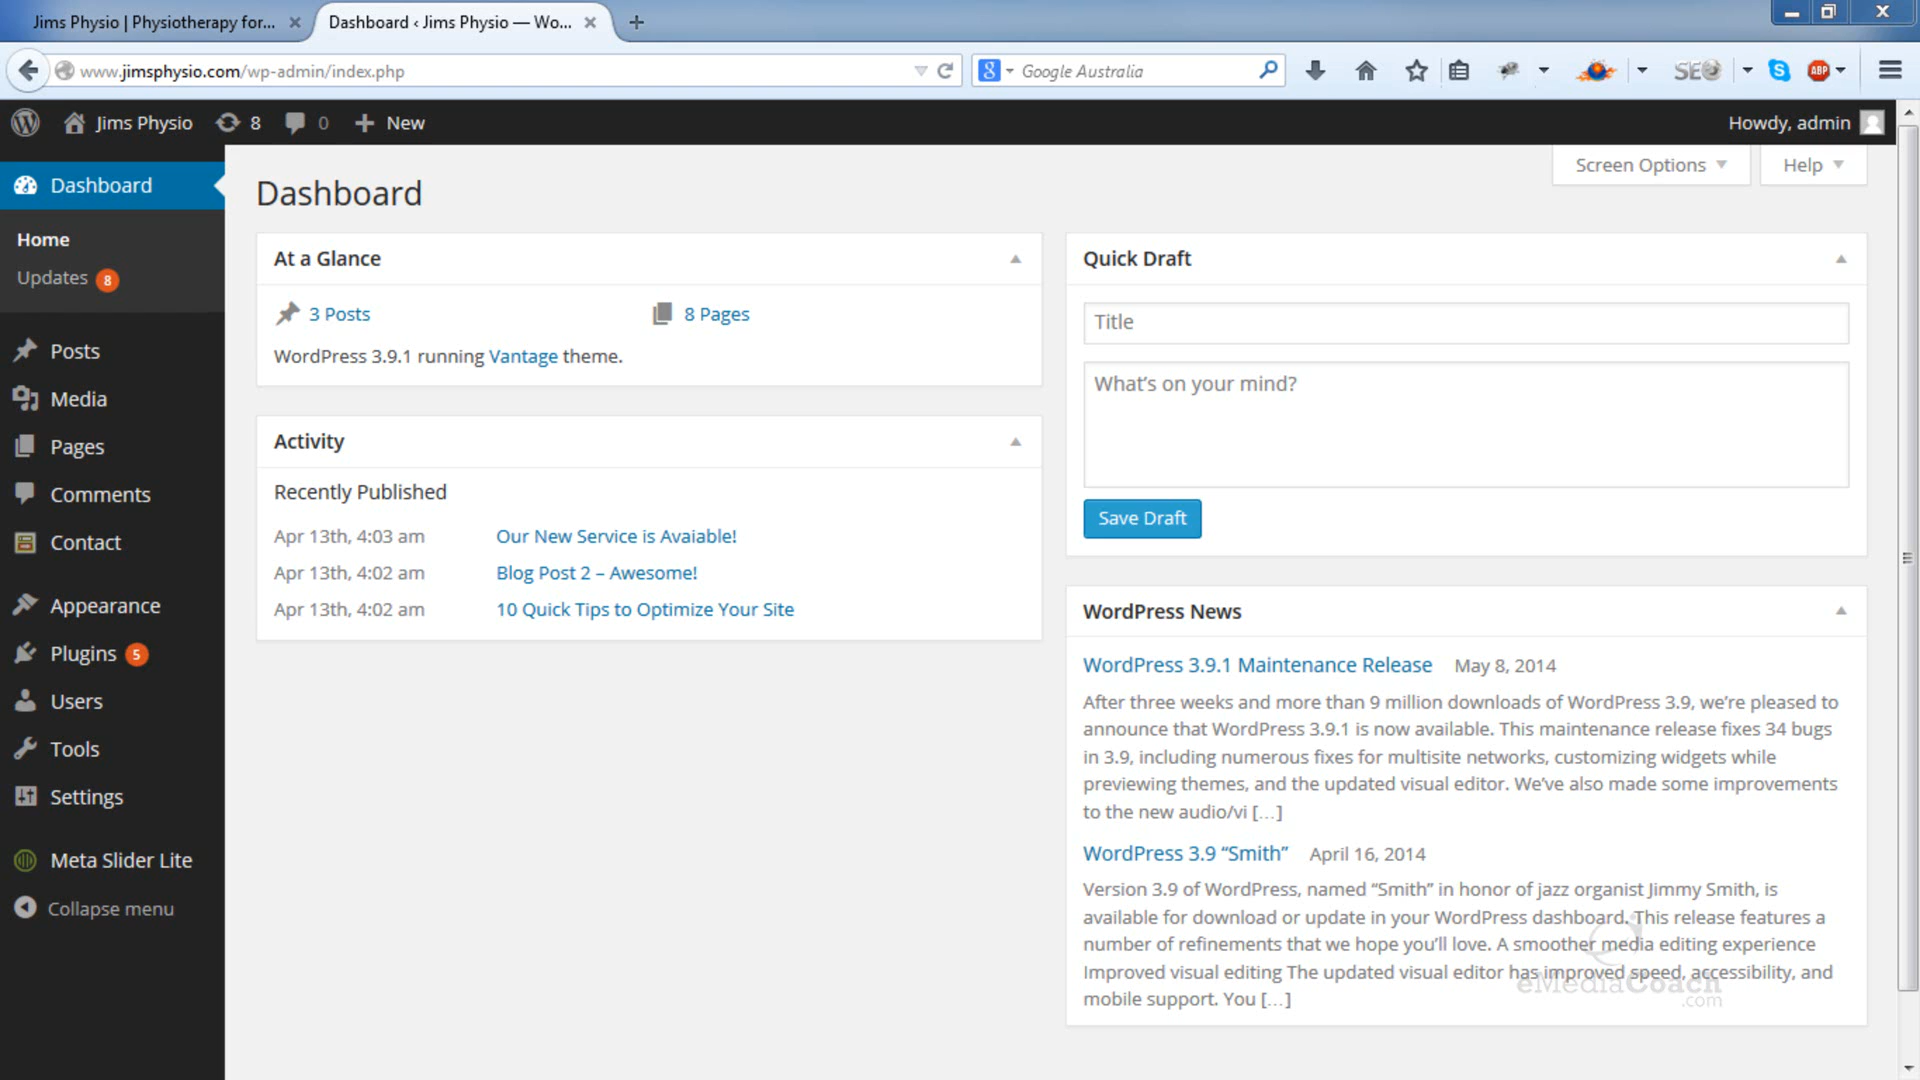 Jims Physio | Physiotherapy for...
Dashboard ‹ Jims Physio — Wo...
www.jimsphysio.com/wp-admin/index.php
8
Google Australia
SEO
ABP
Jims Physio
8
0
New
Howdy, admin
Screen Options
Help
Dashboard
Home
Updates 8
Posts
Media
Pages
Comments
Contact
Appearance
Plugins 5
Users
Tools
Settings
Meta Slider Lite
Collapse menu
Dashboard
At a Glance
3 Posts
8 Pages
WordPress 3.9.1 running Vantage theme.
Activity
Recently Published
Apr 13th, 4:03 am Our New Service is Avaiable!
Apr 13th, 4:02 am Blog Post 2 – Awesome!
Apr 13th, 4:02 am 10 Quick Tips to Optimize Your Site
Quick Draft
Title
What's on your mind?
Save Draft
WordPress News
WordPress 3.9.1 Maintenance Release May 8, 2014
After three weeks and more than 9 million downloads of WordPress 3.9, we're pleased to
announce that WordPress 3.9.1 is now available. This maintenance release fixes 34 bugs
in 3.9, including numerous fixes for multisite networks, customizing widgets while
previewing themes, and the updated visual editor. We've also made some improvements
to the new audio/vi [...]
WordPress 3.9 “Smith” April 16, 2014
Version 3.9 of WordPress, named “Smith” in honor of jazz organist Jimmy Smith, is
available for download or update in your WordPress dashboard. This release features a
number of refinements that we hope you'll love. A smoother media editing experience
Improved visual editing The updated visual editor has improved speed, accessibility, and
mobile support. You [...]
eMediaCoach
.com